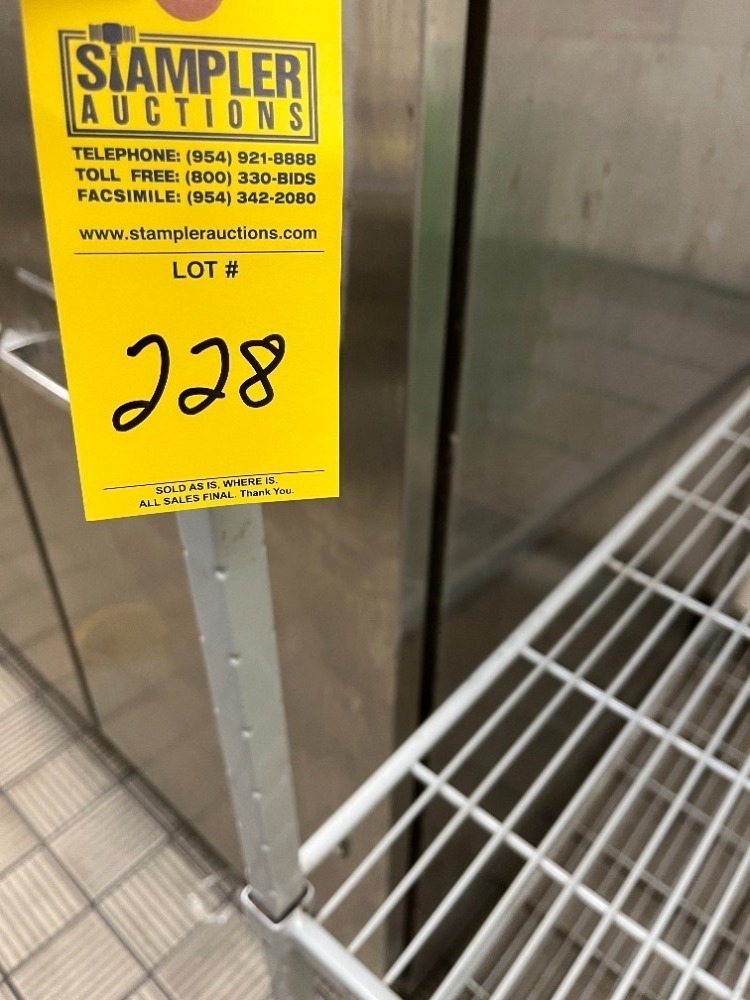 STAMPLER
AUCTIONS
TELEPHONE: (954) 921-8888
TOLL FREE: (800) 330-BIDS
FACSIMILE: (954) 342-2080
www.stamplerauctions.com
LOT #
228
SOLD AS IS, WHERE IS.
ALL SALES FINAL. Thank You.